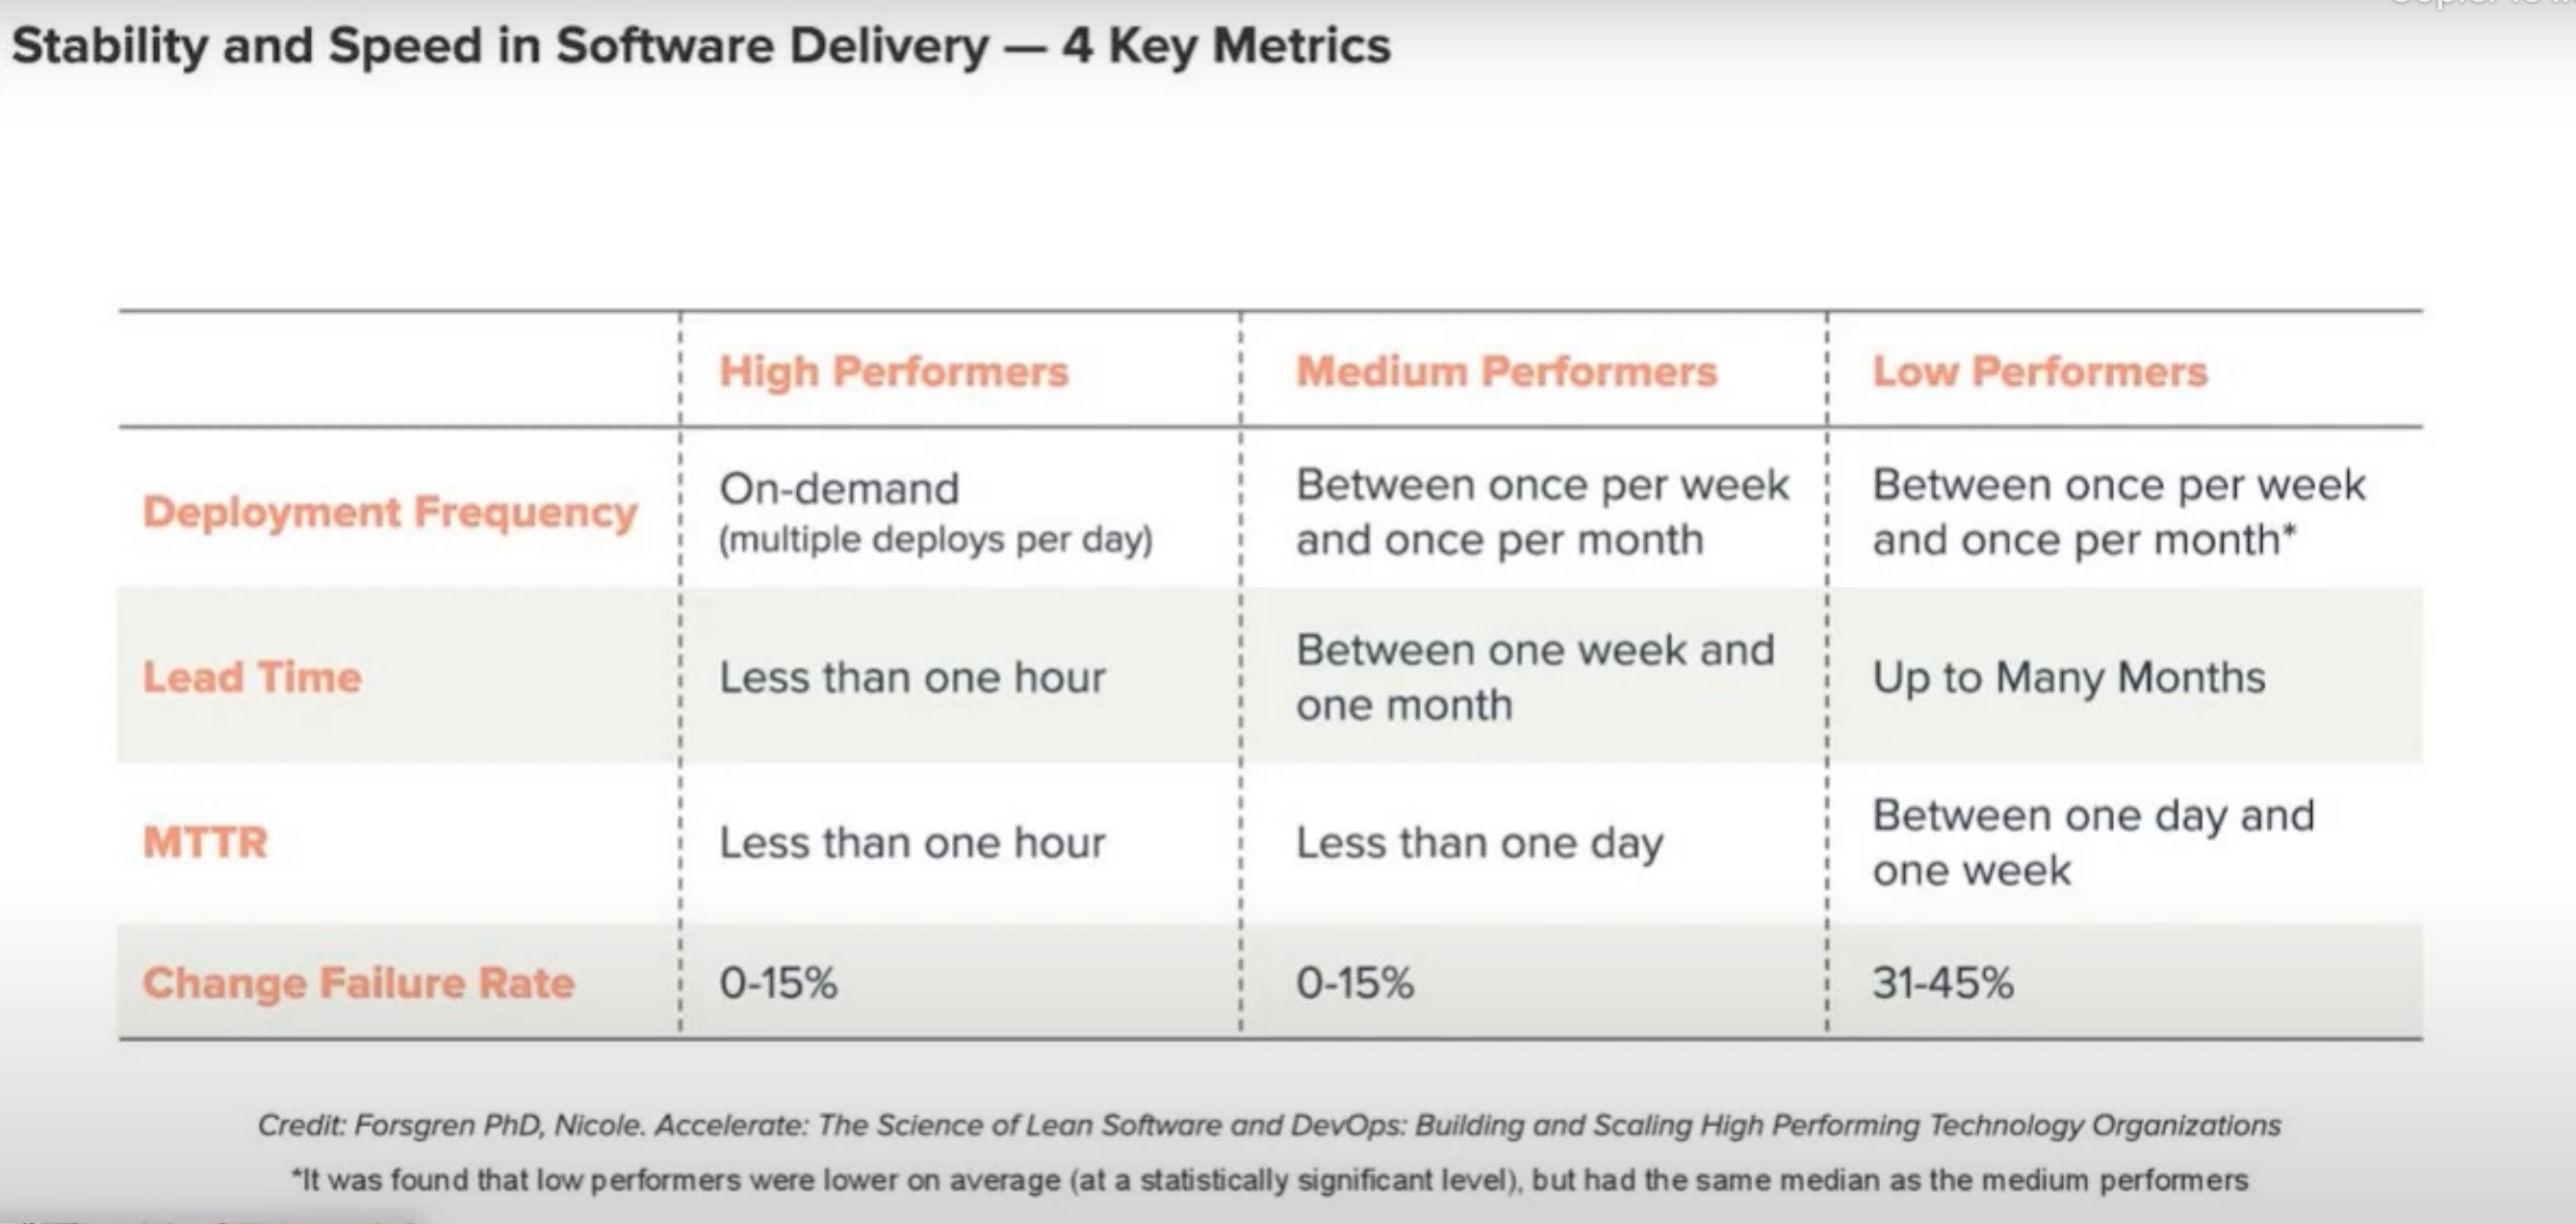 Stability and Speed in Software Delivery — 4 Key Metrics
High Performers
Medium Performers
Low Performers
Deployment Frequency
On-demand
(multiple deploys per day)
Between once per week
and once per month
Between once per week
and once per month*
Lead Time
Less than one hour
Between one week and
one month
Up to Many Months
MTTR
Less than one hour
Less than one day
Between one day and
one week
Change Failure Rate
0-15%
0-15%
31-45%
Credit: Forsgren PhD, Nicole. Accelerate: The Science of Lean Software and DevOps: Building and Scaling High Performing Technology Organizations
*It was found that low performers were lower on average (at a statistically significant level), but had the same median as the medium performers